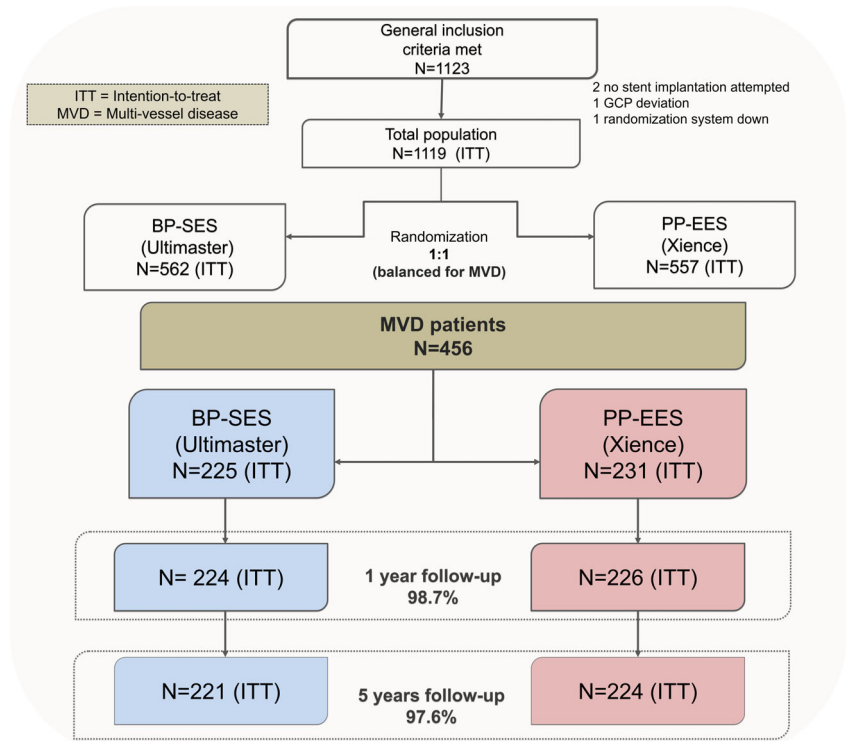 General inclusion
criteria met
N=1123
ITT = Intention-to-treat
MVD = Multi-vessel disease
2 no stent implantation attempted
1 GCP deviation
1 randomization system down
Total population
N=1119 (ITT)
BP-SES
(Ultimaster)
N=562 (ITT)
Randomization
1:1
(balanced for MVD)
PP-EES
(Xience)
N=557 (ITT)
MVD patients
N=456
BP-SES
(Ultimaster)
N=225 (ITT)
PP-EES
(Xience)
N=231 (ITT)
N= 224 (ITT)
1 year follow-up
98.7%
N=226 (ITT)
N=221 (ITT)
5 years follow-up
97.6%
N=224 (ITT)